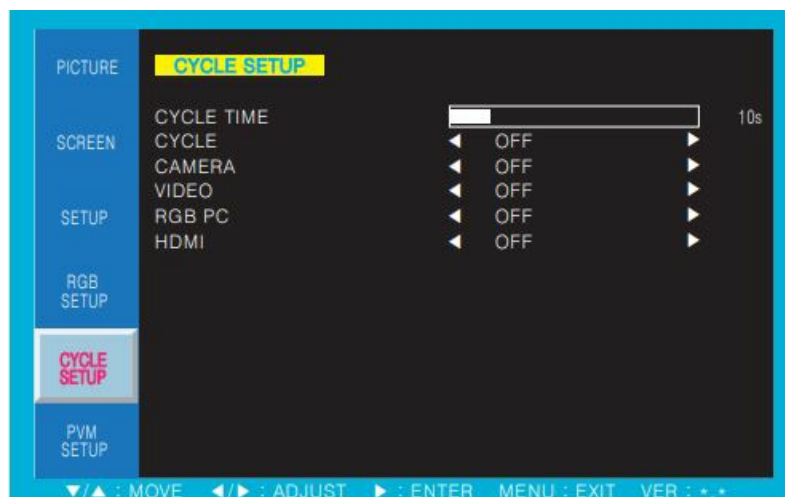 PICTURE
SCREEN
SETUP
RGB
SETUP
CYCLE
SETUP
PVM
SETUP
CYCLE SETUP
CYCLE TIME 10s
CYCLE ◀ OFF ▶
CAMERA ◀ OFF ▶
VIDEO ◀ OFF ▶
RGB PC ◀ OFF ▶
HDMI ◀ OFF ▶
▼/▲ : MOVE ◀/▶ : ADJUST ▶ : ENTER MENU : EXIT VER : *.*